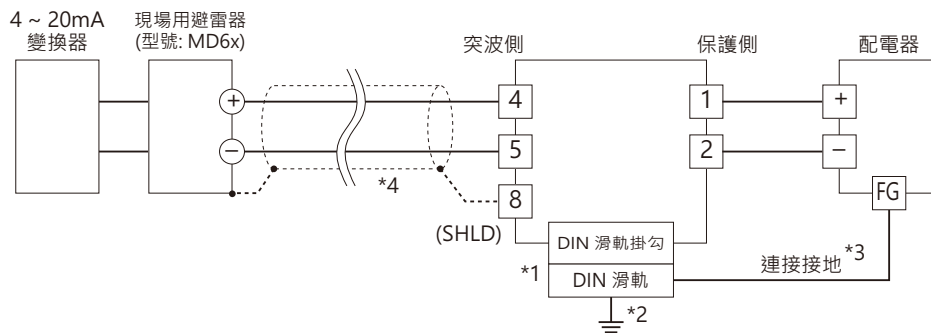 4 ~ 20mA
變換器
現場用避雷器
(型號: MD6x)
突波側
保護側
配電器
+
4
1
+
−
5
2
−
*4
8
FG
(SHLD)
DIN 滑軌掛勾
*1
DIN 滑軌
連接接地*3
*2